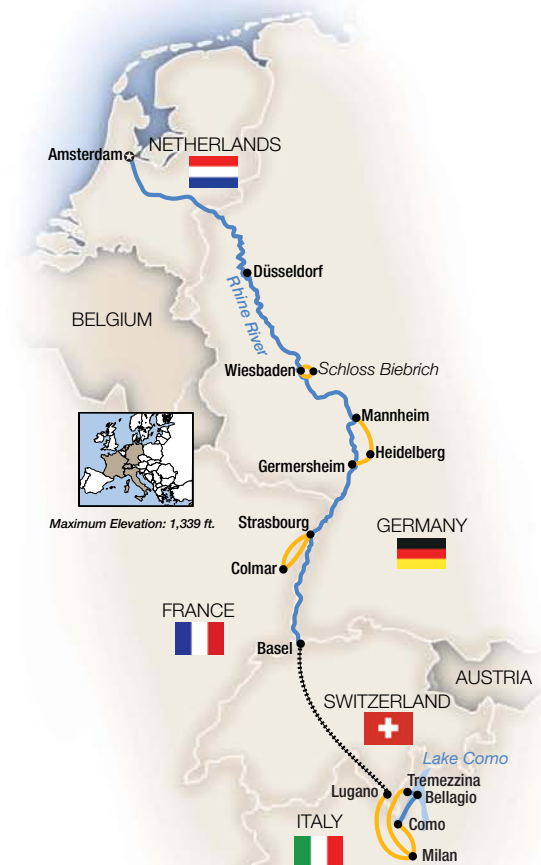 NETHERLANDS
Amsterdam
Düsseldorf
Rhine River
BELGIUM
Wiesbaden
Schloss Biebrich
Mannheim
Heidelberg
Germersheim
Maximum Elevation: 1,339 ft.
Strasbourg
GERMANY
Colmar
FRANCE
Basel
AUSTRIA
SWITZERLAND
Lake Como
Tremezzina
Lugano
Bellagio
ITALY
Como
Milan